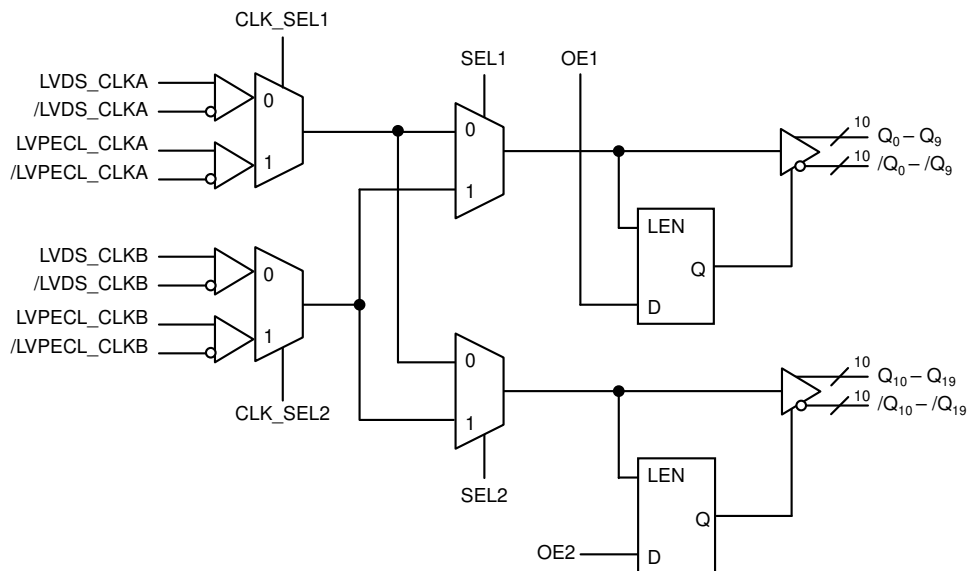 CLK_SEL1
SEL1
OE1
LVDS_CLKA
/LVDS_CLKA
LVPECL_CLKA
/LVPECL_CLKA
0
1
0
1
10
Q0 – Q9
10
/Q0 – /Q9
LEN
Q
D
LVDS_CLKB
/LVDS_CLKB
LVPECL_CLKB
/LVPECL_CLKB
0
1
CLK_SEL2
0
1
SEL2
10
Q10 – Q19
10
/Q10 – /Q19
LEN
Q
OE2
D